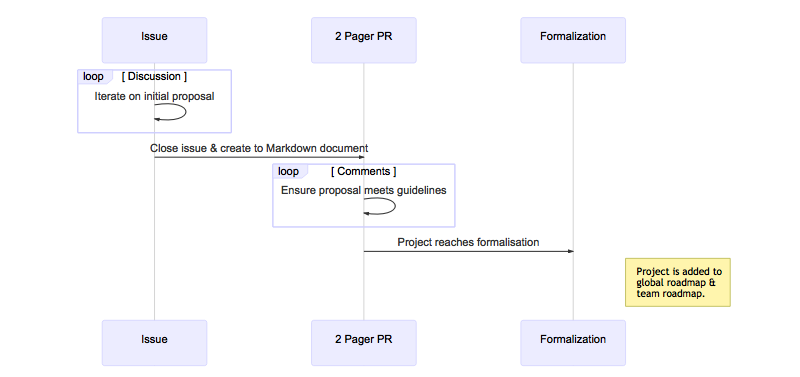 Issue
2 Pager PR
Formalization
loop
[ Discussion ]
Iterate on initial proposal
Close issue & create to Markdown document
loop
[ Comments ]
Ensure proposal meets guidelines
Project reaches formalisation
Project is added to
global roadmap &
team roadmap.
Issue
2 Pager PR
Formalization